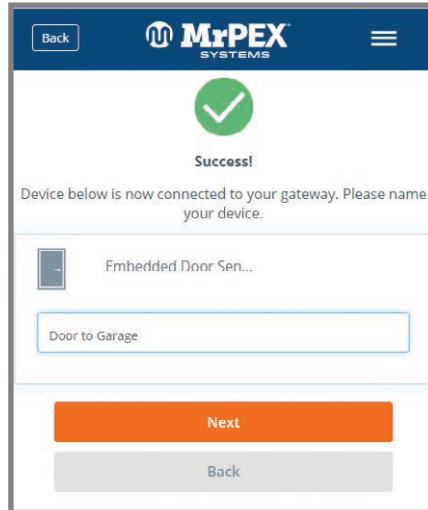 Back
MrPEX
SYSTEMS
Success!
Device below is now connected to your gateway. Please name
your device.
Embedded Door Sen...
Door to Garage
Next
Back